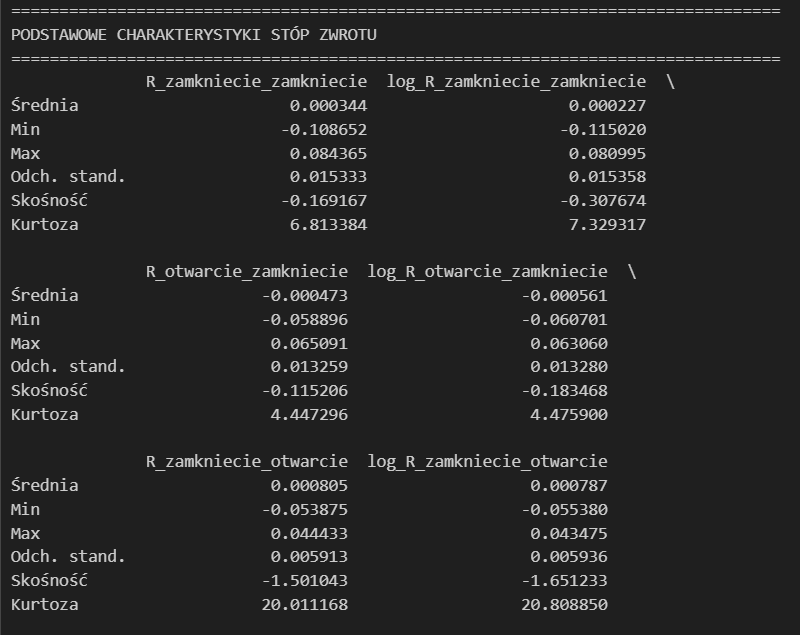 ================================================================================
PODSTAWOWE CHARAKTERYSTYKI STÓP ZWROTU
================================================================================
R_zamkniecie_zamkniecie log_R_zamkniecie_zamkniecie \
Średnia 0.000344 0.000227
Min -0.108652 -0.115020
Max 0.084365 0.080995
Odch. stand. 0.015333 0.015358
Skośność -0.169167 -0.307674
Kurtoza 6.813384 7.329317

R_otwarcie_zamkniecie log_R_otwarcie_zamkniecie \
Średnia -0.000473 -0.000561
Min -0.058896 -0.060701
Max 0.065091 0.063060
Odch. stand. 0.013259 0.013280
Skośność -0.115206 -0.183468
Kurtoza 4.447296 4.475900

R_zamkniecie_otwarcie log_R_zamkniecie_otwarcie
Średnia 0.000805 0.000787
Min -0.053875 -0.055380
Max 0.044433 0.043475
Odch. stand. 0.005913 0.005936
Skośność -1.501043 -1.651233
Kurtoza 20.011168 20.808850